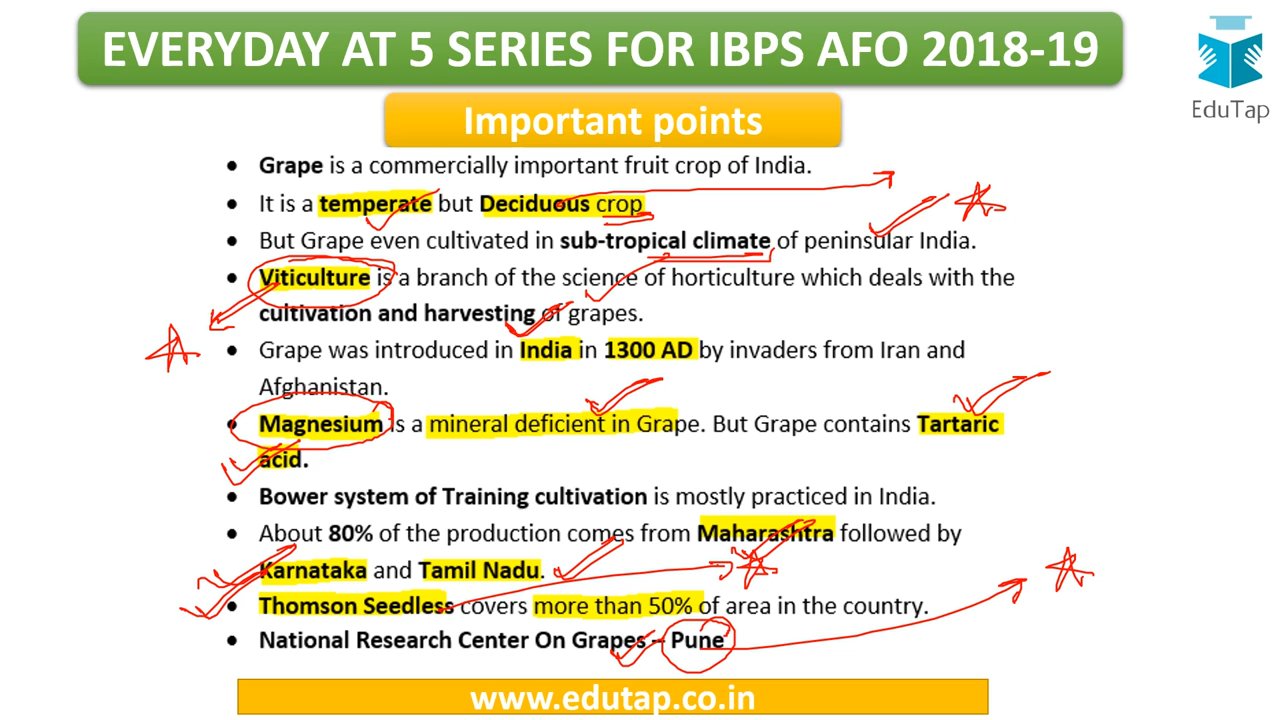 EVERYDAY AT 5 SERIES FOR IBPS AFO 2018-19
EduTap
Important points
• Grape is a commercially important fruit crop of India.
• It is a temperate but Deciduous crop
• But Grape even cultivated in sub-tropical climate of peninsular India.
• Viticulture is a branch of the science of horticulture which deals with the
cultivation and harvesting of grapes.
• Grape was introduced in India in 1300 AD by invaders from Iran and
Afghanistan.
• Magnesium is a mineral deficient in Grape. But Grape contains Tartaric
acid.
• Bower system of Training cultivation is mostly practiced in India.
• About 80% of the production comes from Maharashtra followed by
Karnataka and Tamil Nadu.
• Thomson Seedless covers more than 50% of area in the country.
• National Research Center On Grapes – Pune
www.edutap.co.in